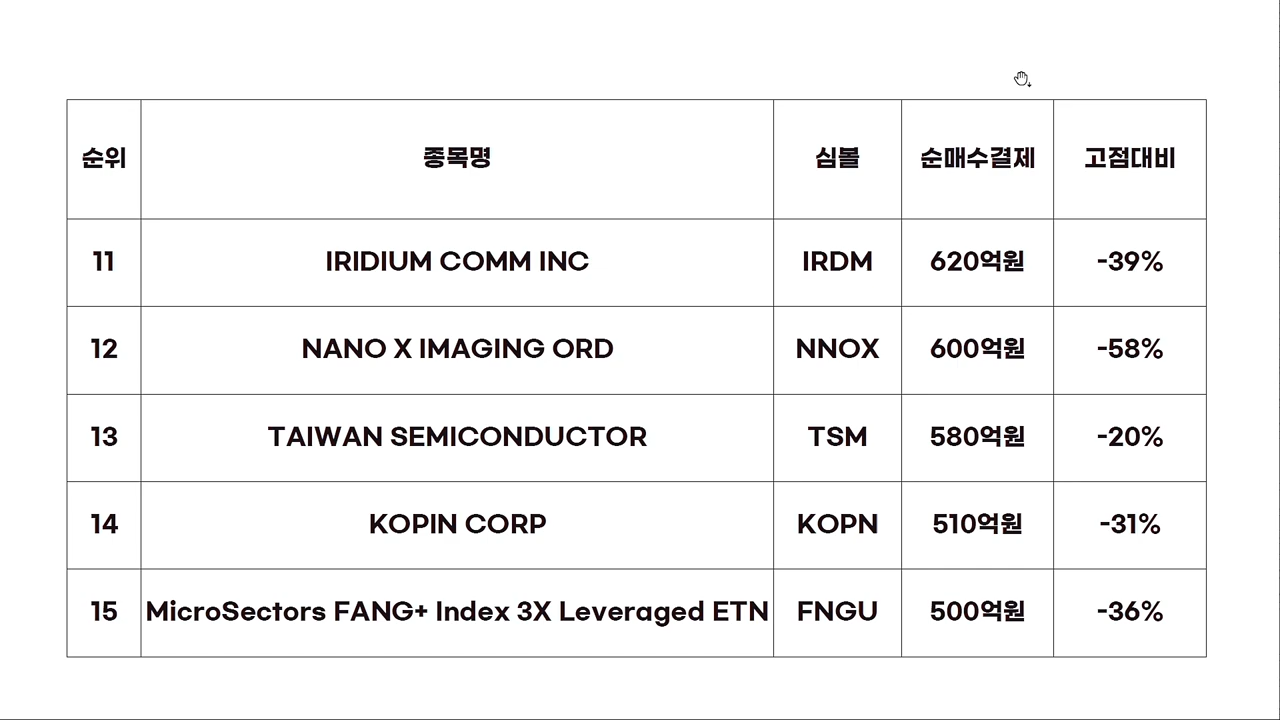 순위 종목명 심볼 순매수결제 고점대비
11 IRIDIUM COMM INC IRDM 620억원 -39%
12 NANO X IMAGING ORD NNOX 600억원 -58%
13 TAIWAN SEMICONDUCTOR TSM 580억원 -20%
14 KOPIN CORP KOPN 510억원 -31%
15 MicroSectors FANG+ Index 3X Leveraged ETN FNGU 500억원 -36%